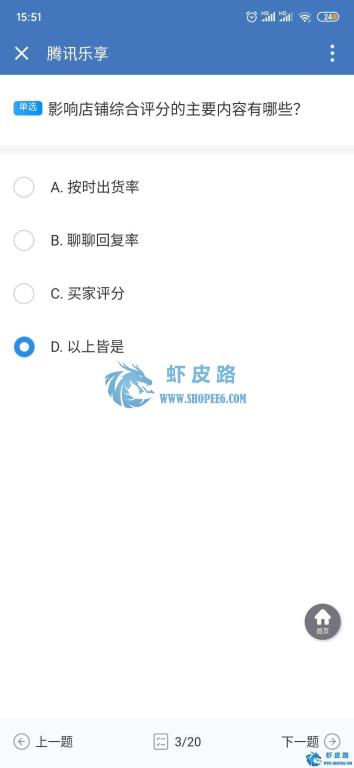 15:51
HD HD 24
腾讯乐享
单选 影响店铺综合评分的主要内容有哪些?
A. 按时出货率
B. 聊聊回复率
C. 买家评分
D. 以上皆是
虾皮路
WWW.SHOPEE6.COM
首页
上一题 3/20 下一题
虾皮路
www.shopee6.com